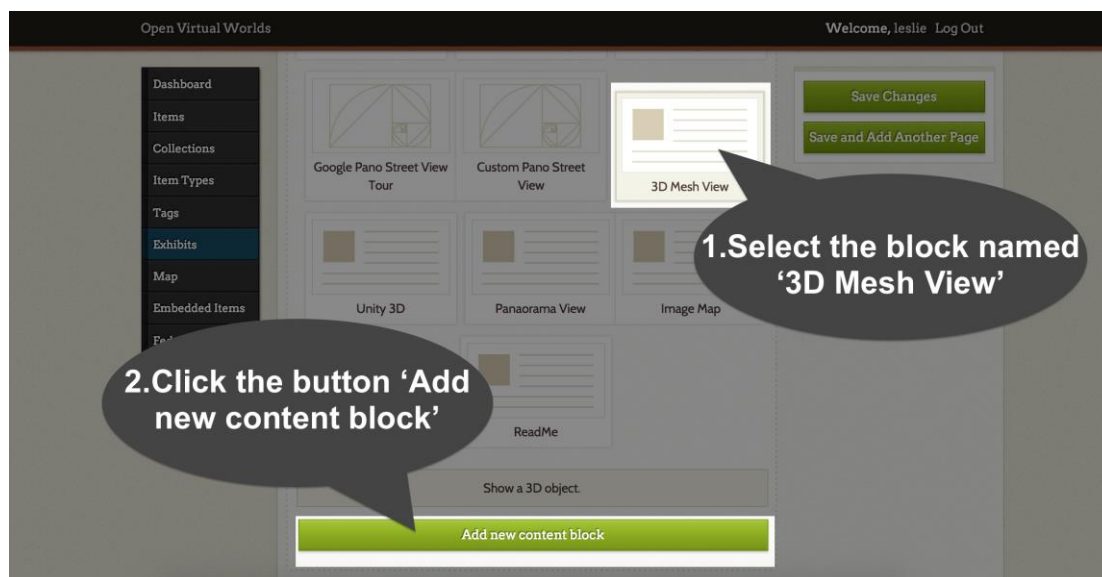 Open Virtual Worlds
Welcome, leslie Log Out
Dashboard
Items
Collections
Item Types
Tags
Exhibits
Map
Embedded Items
Google Pano Street View
Tour
Custom Pano Street
View
3D Mesh View
Unity 3D
Panaorama View
Image Map
ReadMe
Show a 3D object.
Add new content block
Save Changes
Save and Add Another Page
1.Select the block named
‘3D Mesh View’
2.Click the button ‘Add
new content block’